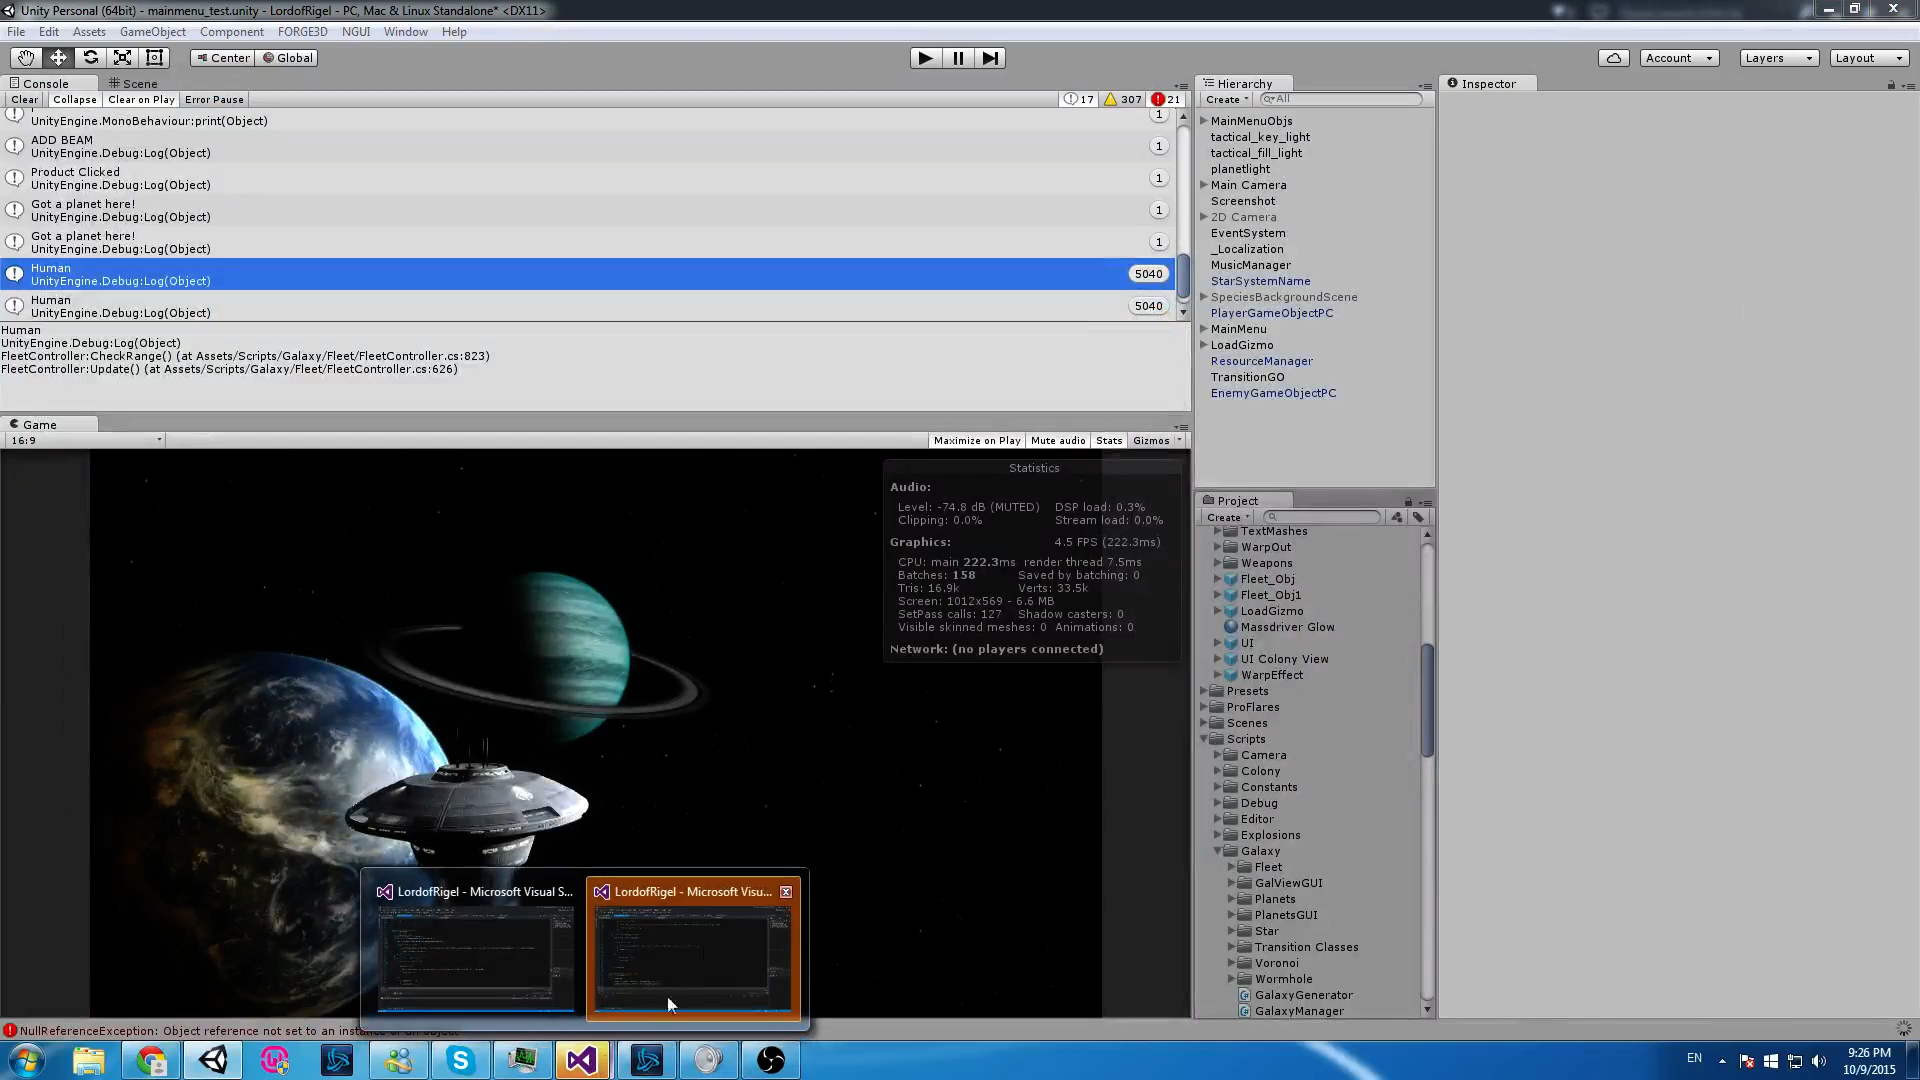 Unity Personal (64bit) - mainmenu_test.unity - LordofRigel - PC, Mac & Linux Standalone* <DX11>
File Edit Assets GameObject Component FORGE3D NGUI Window Help
Center Global Account Layers Layout
Console Scene
Clear Collapse Clear on Play Error Pause 17 307 21
UnityEngine.MonoBehaviour:print(Object) 1
ADD BEAM
UnityEngine.Debug:Log(Object) 1
Product Clicked
UnityEngine.Debug:Log(Object) 1
Got a planet here!
UnityEngine.Debug:Log(Object) 1
Got a planet here!
UnityEngine.Debug:Log(Object) 1
Human
UnityEngine.Debug:Log(Object) 5040
Human
UnityEngine.Debug:Log(Object) 5040
Human
UnityEngine.Debug:Log(Object)
FleetController:CheckRange() (at Assets/Scripts/Galaxy/Fleet/FleetController.cs:823)
FleetController:Update() (at Assets/Scripts/Galaxy/Fleet/FleetController.cs:626)
Game
16:9 Maximize on Play Mute audio Stats Gizmos
Statistics
Audio:
Level: -74.8 dB (MUTED) DSP load: 0.3%
Clipping: 0.0% Stream load: 0.0%
Graphics: 4.5 FPS (222.3ms)
CPU: main 222.3ms render thread 7.5ms
Batches: 158 Saved by batching: 0
Tris: 16.9k Verts: 33.5k
Screen: 1012x569 - 6.6 MB
SetPass calls: 127 Shadow casters: 0
Visible skinned meshes: 0 Animations: 0
Network: (no players connected)
LordofRigel - Microsoft Visual S...
LordofRigel - Microsoft Visu...
NullReferenceException: Object reference not set to an instance of an object
Hierarchy
Create All
MainMenuObjs
tactical_key_light
tactical_fill_light
planetlight
Main Camera
Screenshot
2D Camera
EventSystem
_Localization
MusicManager
StarSystemName
SpeciesBackgroundScene
PlayerGameObjectPC
MainMenu
LoadGizmo
ResourceManager
TransitionGO
EnemyGameObjectPC
Project
Create
TextMashes
WarpOut
Weapons
Fleet_Obj
Fleet_Obj1
LoadGizmo
Massdriver Glow
UI
UI Colony View
WarpEffect
Presets
ProFlares
Scenes
Scripts
Camera
Colony
Constants
Debug
Editor
Explosions
Galaxy
Fleet
GalViewGUI
Planets
PlanetsGUI
Star
Transition Classes
Voronoi
Wormhole
GalaxyGenerator
GalaxyManager
Inspector
EN
9:26 PM
10/9/2015